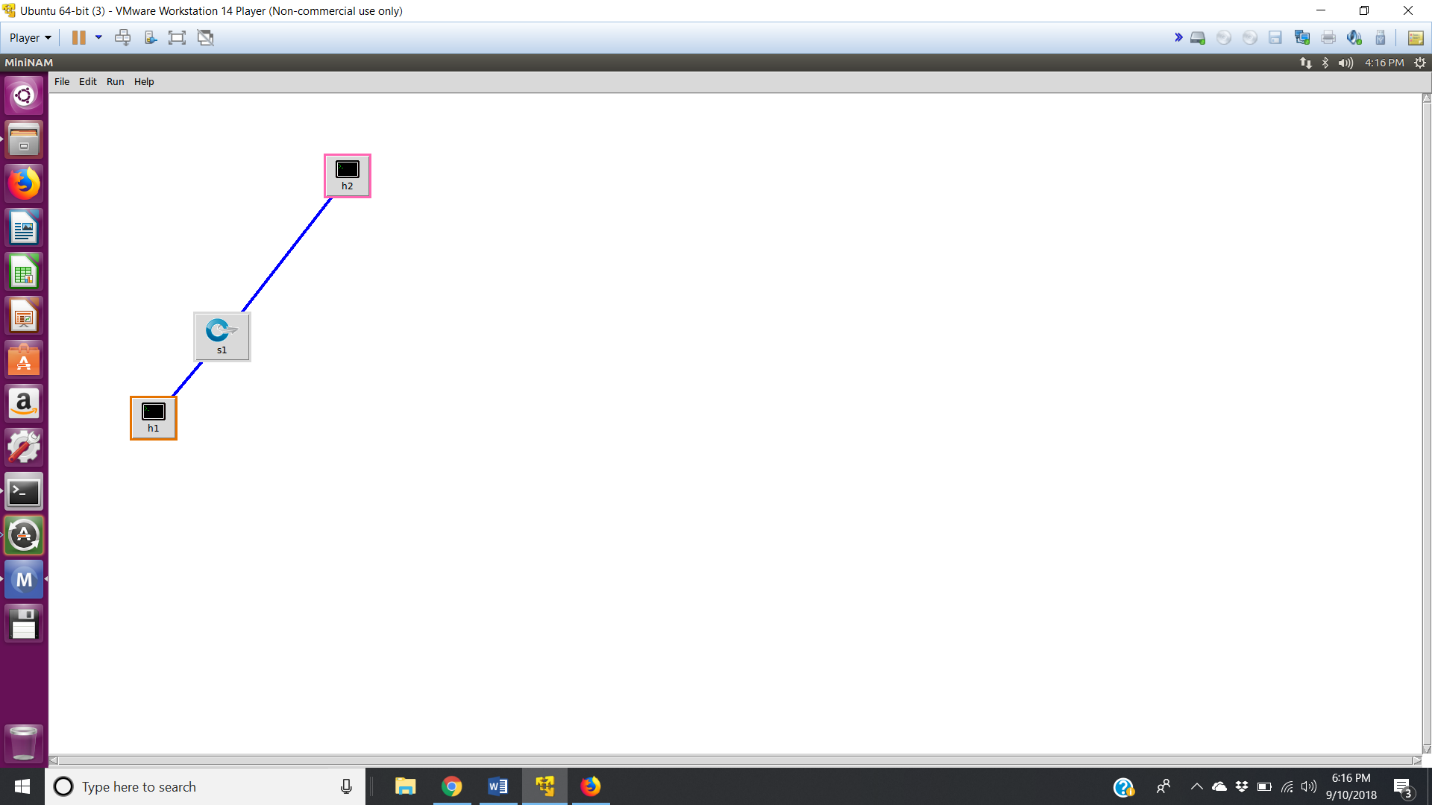 Ubuntu 64-bit (3) - VMware Workstation 14 Player (Non-commercial use only)
Player
MiniNAM
4:16 PM
File Edit Run Help
h2
s1
h1
a
>_
A
M
W
Type here to search
6:16 PM
9/10/2018
3